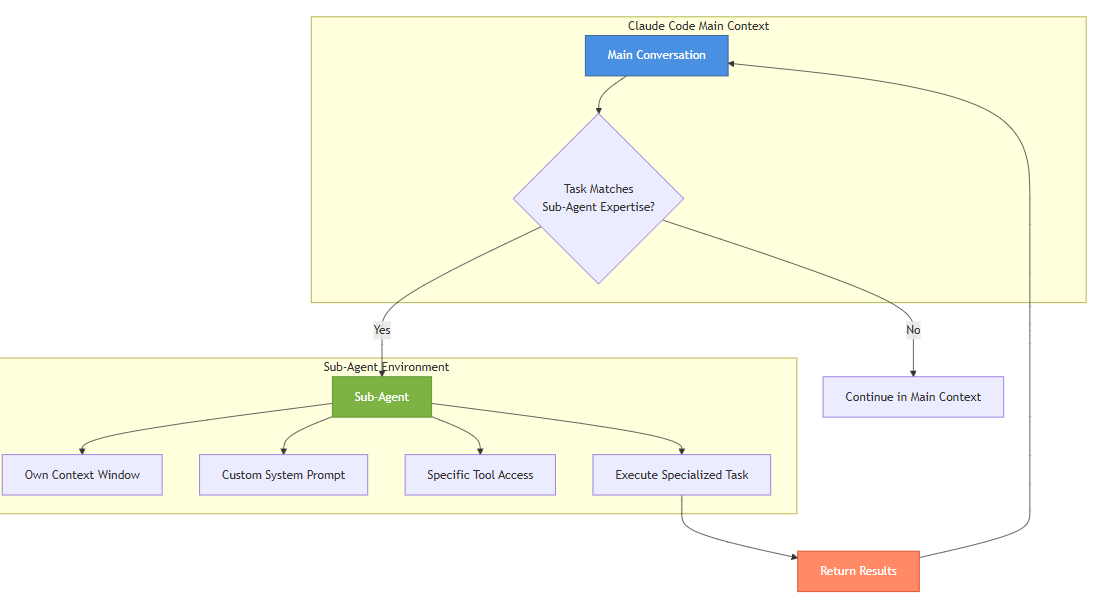 Claude Code Main Context
Main Conversation
Task Matches
Sub-Agent Expertise?
Yes
No
Sub-Agent Environment
Sub-Agent
Continue in Main Context
Own Context Window
Custom System Prompt
Specific Tool Access
Execute Specialized Task
Return Results